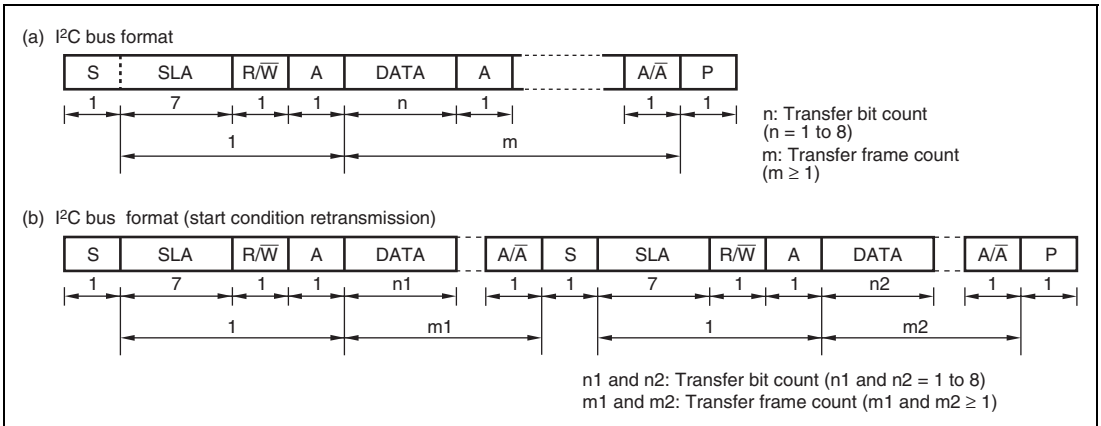 (a) I²C bus format
S SLA R/W̅ A DATA A A/A̅ P
1 7 1 1 n 1 1 1
1 m
n: Transfer bit count
(n = 1 to 8)
m: Transfer frame count
(m ≥ 1)
(b) I²C bus format (start condition retransmission)
S SLA R/W̅ A DATA A/A̅ S SLA R/W̅ A DATA A/A̅ P
1 7 1 1 n1 1 1 7 1 1 n2 1 1
1 m1 1 m2
n1 and n2: Transfer bit count (n1 and n2 = 1 to 8)
m1 and m2: Transfer frame count (m1 and m2 ≥ 1)